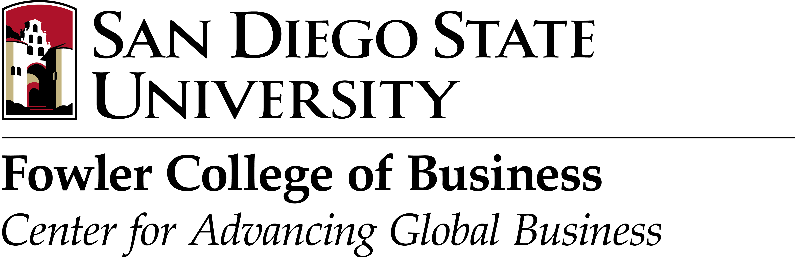 SAN DIEGO STATE
UNIVERSITY
Fowler College of Business
Center for Advancing Global Business